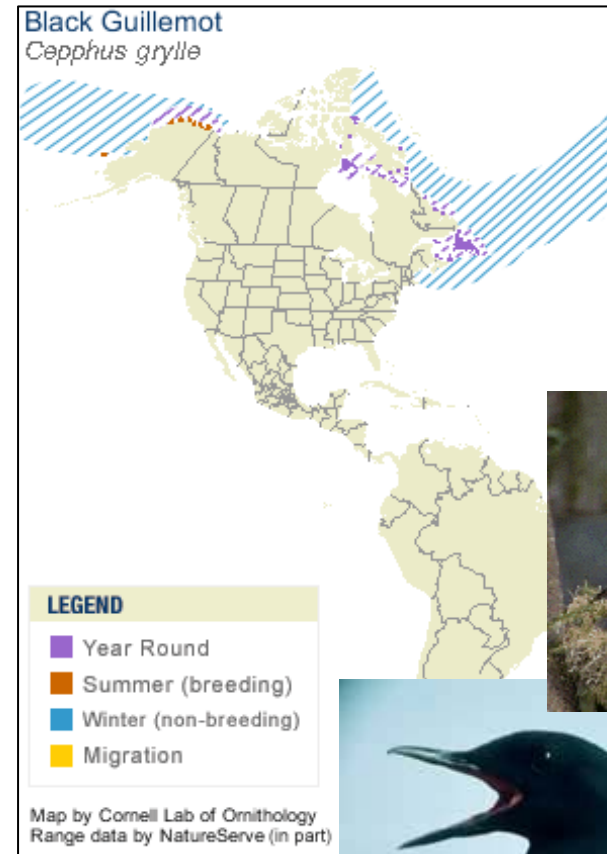 Black Guillemot
Cepphus grylle
LEGEND
Year Round
Summer (breeding)
Winter (non-breeding)
Migration
Map by Cornell Lab of Ornithology
Range data by NatureServe (in part)